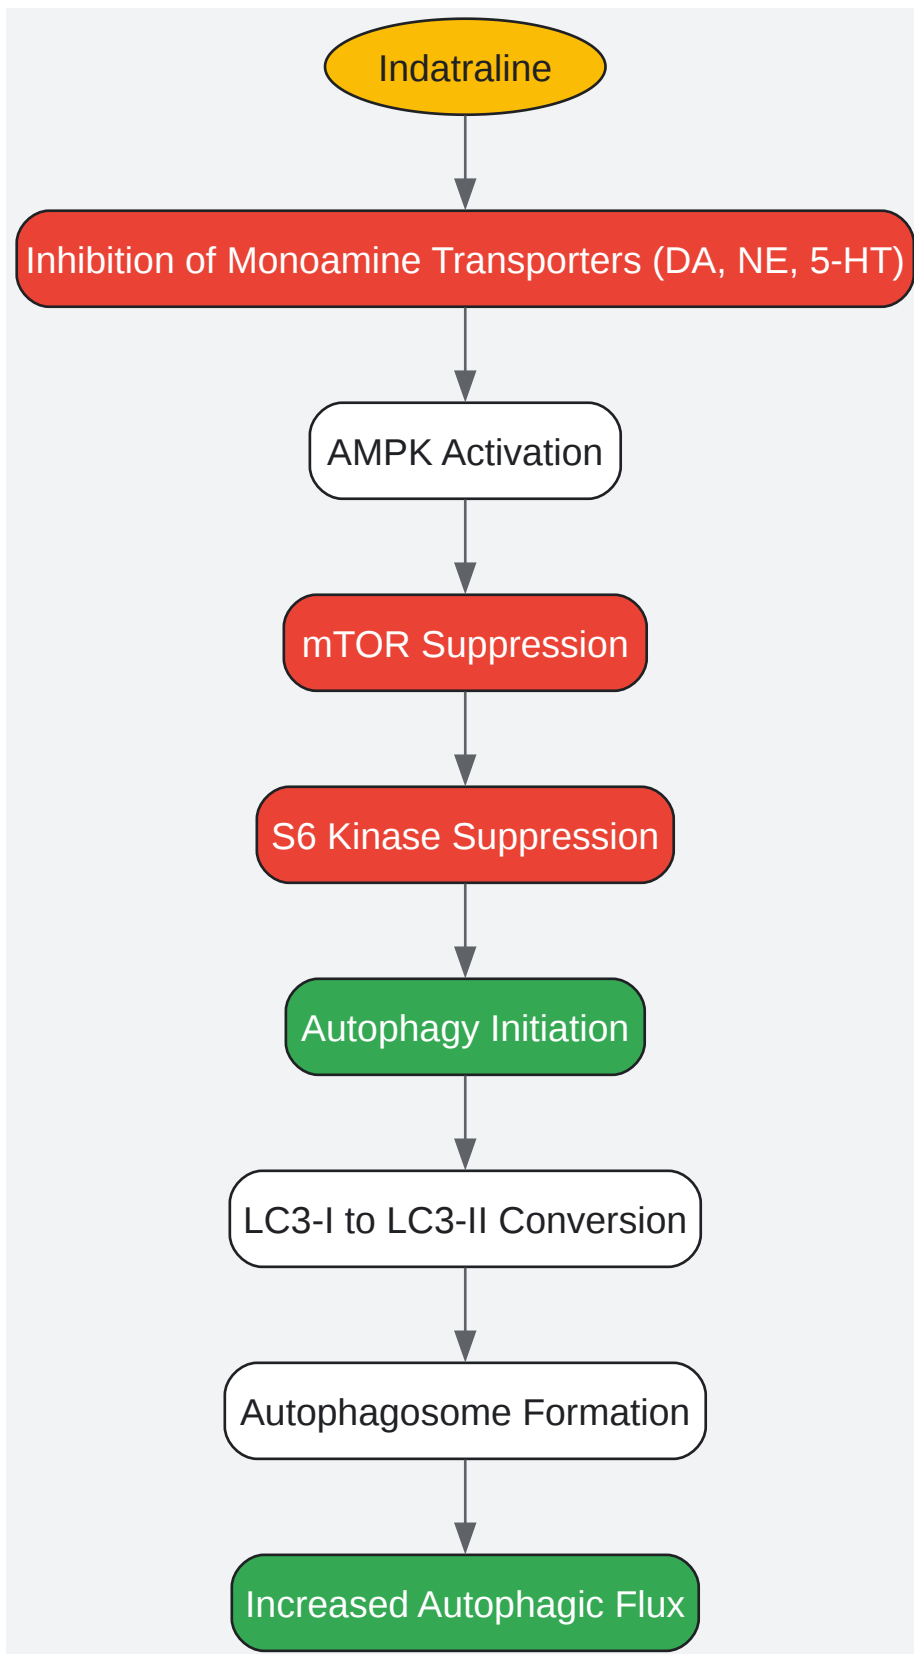 Indatraline
Inhibition of Monoamine Transporters (DA, NE, 5-HT)
AMPK Activation
mTOR Suppression
S6 Kinase Suppression
Autophagy Initiation
LC3-I to LC3-II Conversion
Autophagosome Formation
Increased Autophagic Flux